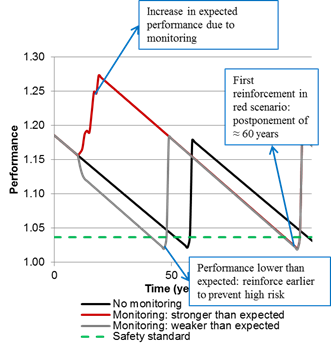 Increase in expected
performance due to
monitoring
First
reinforcement in
red scenario:
postponement of
≈ 60 years
Performance
1.30
1.25
1.20
1.15
1.10
1.05
1.00
0
50
Time (ye
Performance lower than
expected: reinforce earlier
to prevent high risk
No monitoring
Monitoring: stronger than expected
Monitoring: weaker than expected
Safety standard